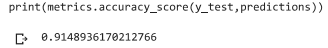 print(metrics.accuracy_score(y_test,predictions))
0.9148936170212766